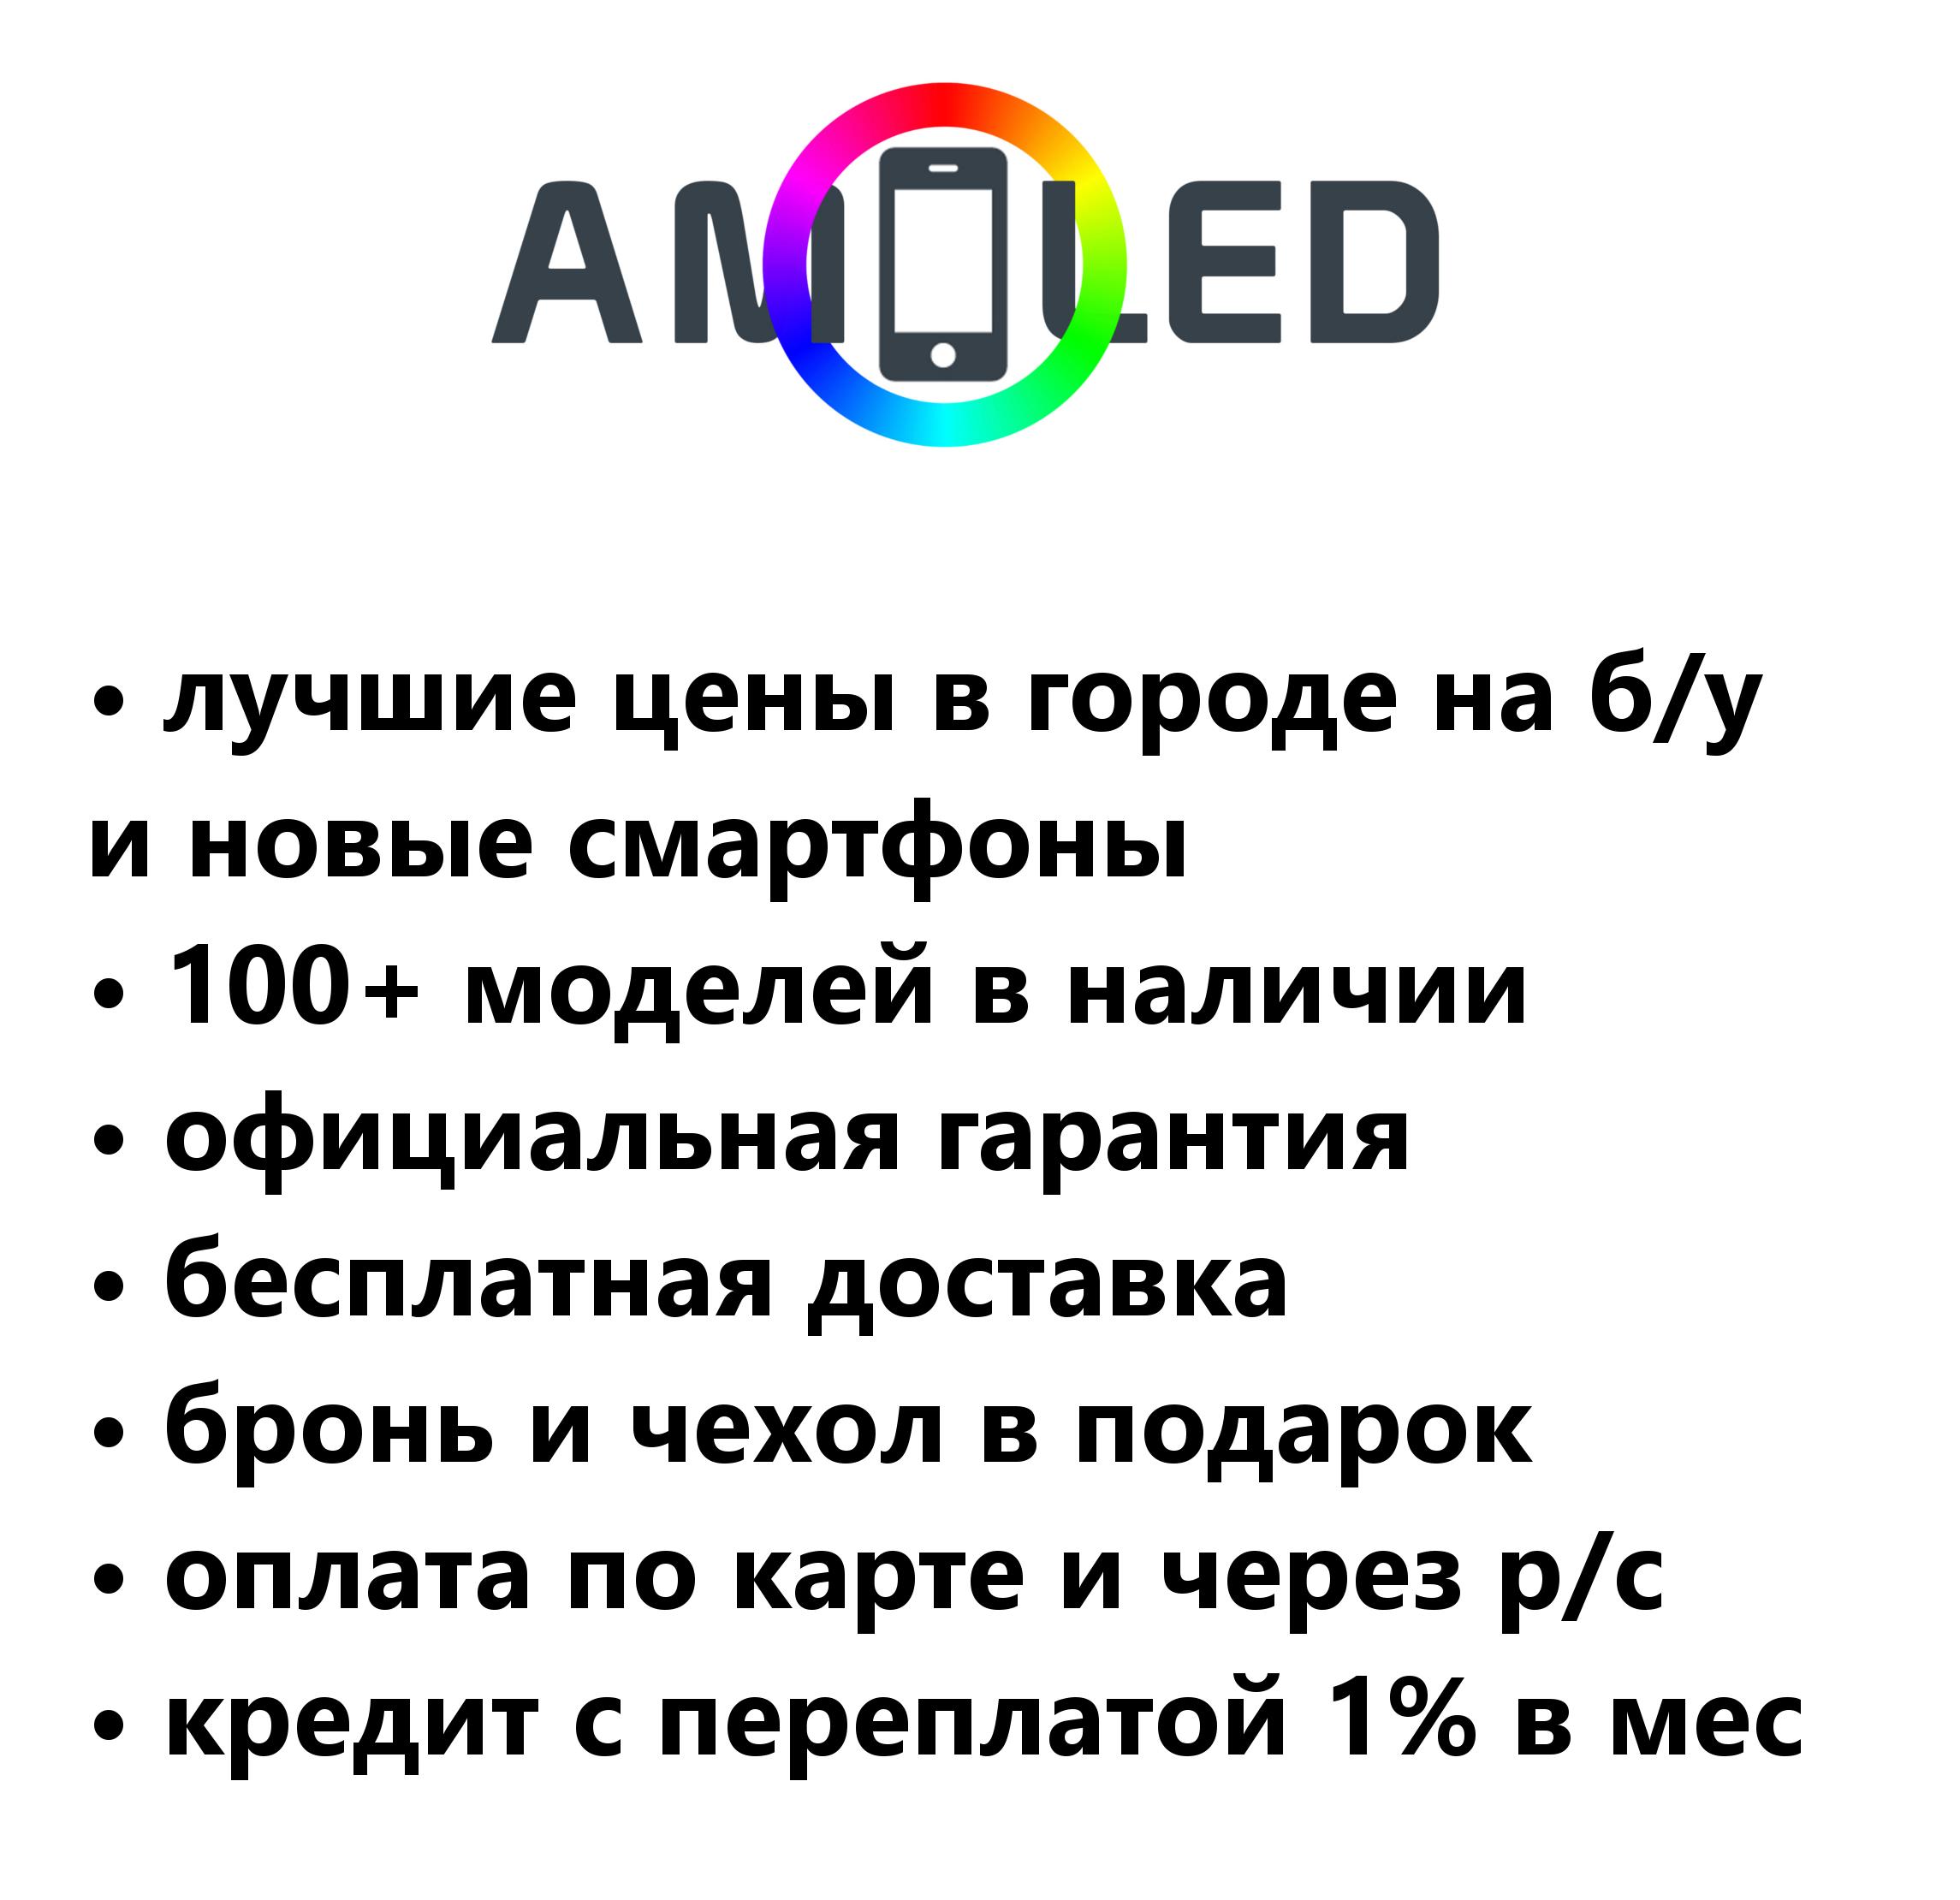 AMOLED
• лучшие цены в городе на б/у
и новые смартфоны
• 100+ моделей в наличии
• официальная гарантия
• бесплатная доставка
• бронь и чехол в подарок
• оплата по карте и через р/с
• кредит с переплатой 1% в мес